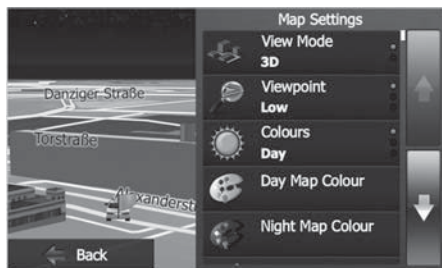 Map Settings
View Mode
3D
Viewpoint
Low
Colours
Day
Day Map Colour
Night Map Colour
Danziger Straße
Torstraße
Alexanderst
Back